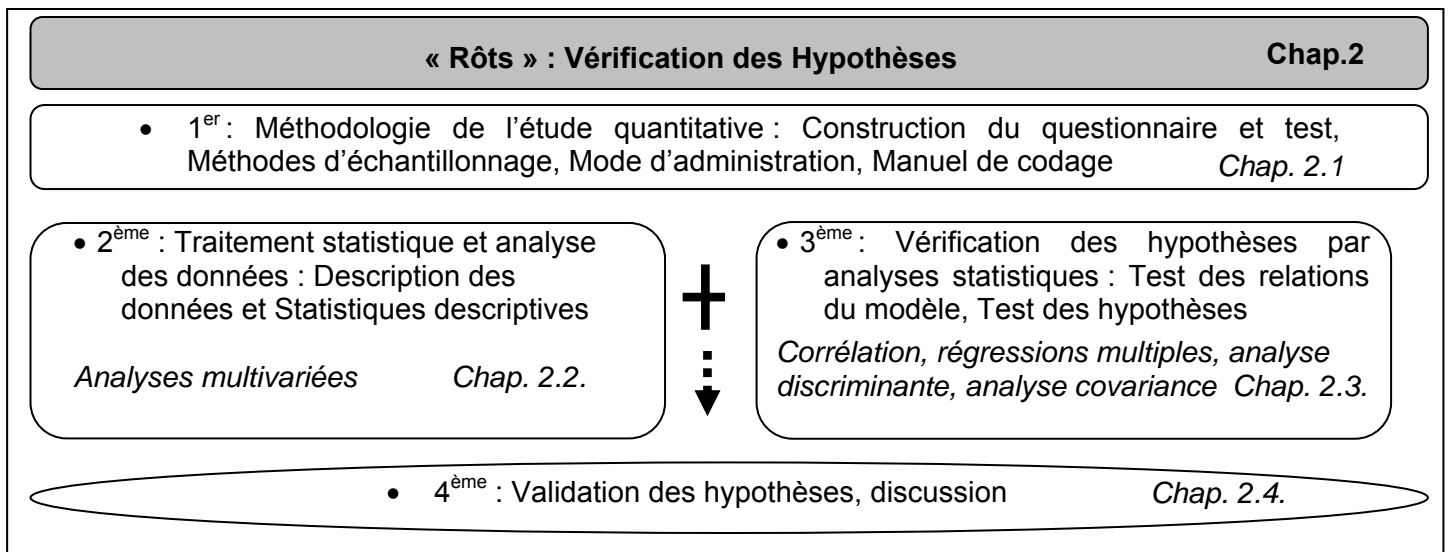 « Rôts » : Vérification des Hypothèses Chap.2
• 1er : Méthodologie de l’étude quantitative : Construction du questionnaire et test,
Méthodes d’échantillonnage, Mode d’administration, Manuel de codage Chap. 2.1
• 2ème : Traitement statistique et analyse
des données : Description des
données et Statistiques descriptives
Analyses multivariées Chap. 2.2.
• 3ème : Vérification des hypothèses par
analyses statistiques : Test des relations
du modèle, Test des hypothèses
Corrélation, régressions multiples, analyse
discriminante, analyse covariance Chap. 2.3.
• 4ème : Validation des hypothèses, discussion Chap. 2.4.